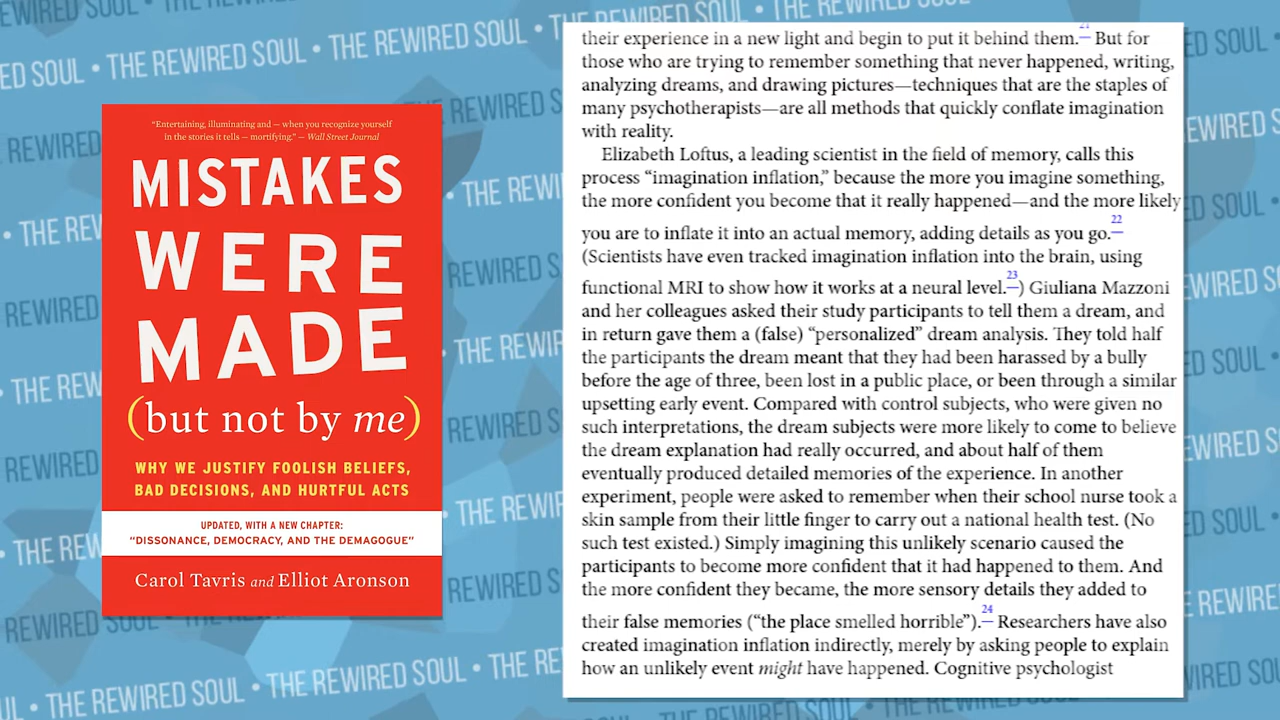 THE REWIRED SOUL • THE REWIRED SOUL • THE REWIRED SOUL
“Entertaining, illuminating and — when you recognize yourself
in the stories it tells — mortifying.” — Wall Street Journal
MISTAKES
WERE
MADE
(but not by me)
WHY WE JUSTIFY FOOLISH BELIEFS,
BAD DECISIONS, AND HURTFUL ACTS
UPDATED, WITH A NEW CHAPTER:
“DISSONANCE, DEMOCRACY, AND THE DEMAGOGUE”
Carol Tavris and Elliot Aronson
their experience in a new light and begin to put it behind them. But for
those who are trying to remember something that never happened, writing,
analyzing dreams, and drawing pictures—techniques that are the staples of
many psychotherapists—are all methods that quickly conflate imagination
with reality.
Elizabeth Loftus, a leading scientist in the field of memory, calls this
process “imagination inflation,” because the more you imagine something,
the more confident you become that it really happened—and the more likely
you are to inflate it into an actual memory, adding details as you go.22
(Scientists have even tracked imagination inflation into the brain, using
functional MRI to show how it works at a neural level.23) Giuliana Mazzoni
and her colleagues asked their study participants to tell them a dream, and
in return gave them a (false) “personalized” dream analysis. They told half
the participants the dream meant that they had been harassed by a bully
before the age of three, been lost in a public place, or been through a similar
upsetting early event. Compared with control subjects, who were given no
such interpretations, the dream subjects were more likely to come to believe
the dream explanation had really occurred, and about half of them
eventually produced detailed memories of the experience. In another
experiment, people were asked to remember when their school nurse took a
skin sample from their little finger to carry out a national health test. (No
such test existed.) Simply imagining this unlikely scenario caused the
participants to become more confident that it had happened to them. And
the more confident they became, the more sensory details they added to
their false memories (“the place smelled horrible”).24 Researchers have also
created imagination inflation indirectly, merely by asking people to explain
how an unlikely event might have happened. Cognitive psychologist